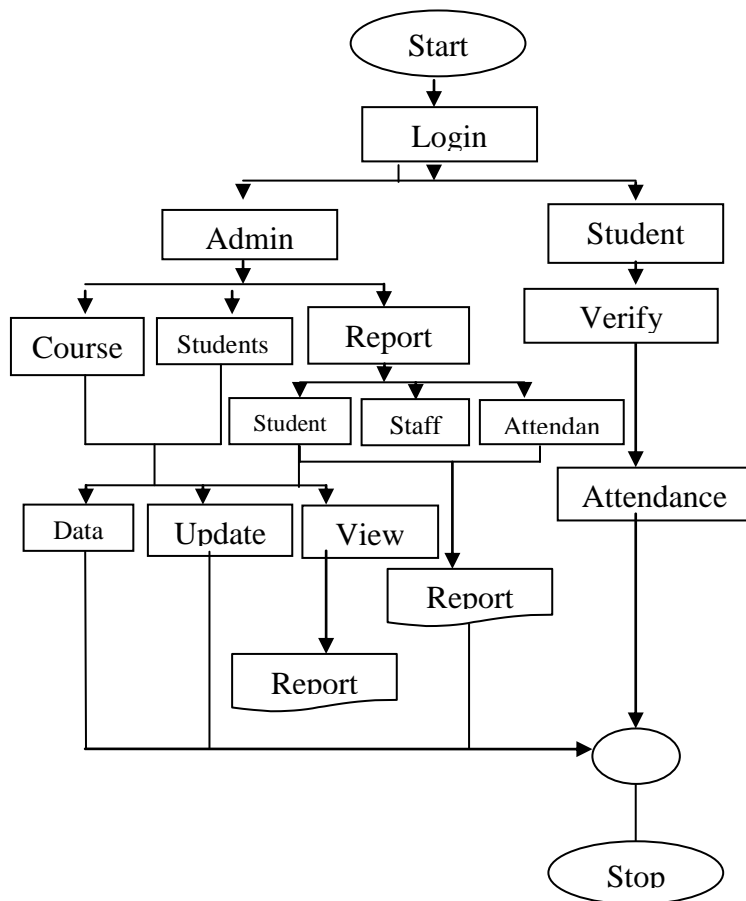 Start
Login
Admin
Student
Course
Students
Report
Verify
Student
Staff
Attendan
Data
Update
View
Attendance
Report
Report
Stop